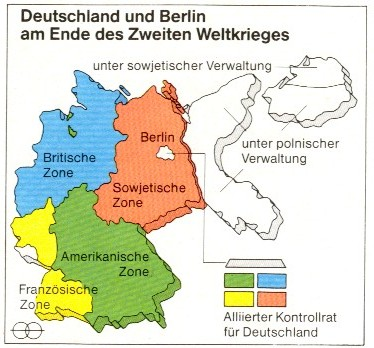 Deutschland und Berlin
am Ende des Zweiten Weltkrieges
unter sowjetischer Verwaltung
unter polnischer
Verwaltung
Berlin
Britische
Zone
Sowjetische
Zone
Amerikanische
Zone
Französische
Zone
Alliierter Kontrollrat
für Deutschland